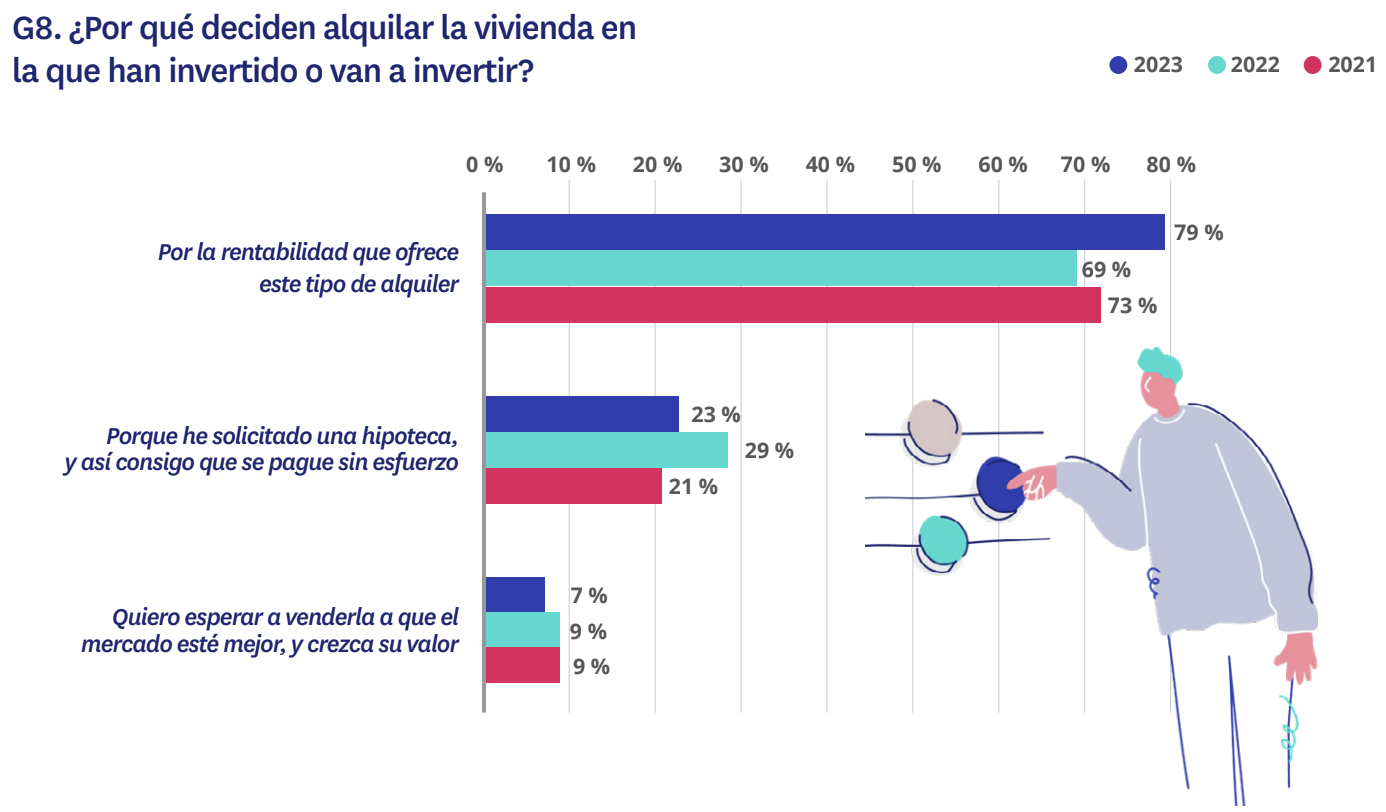 G8. ¿Por qué deciden alquilar la vivienda en
la que han invertido o van a invertir?
2023 2022 2021
0 % 10 % 20 % 30 % 40 % 50 % 60 % 70 % 80 %
Por la rentabilidad que ofrece
este tipo de alquiler
79 %
69 %
73 %
Porque he solicitado una hipoteca,
y así consigo que se pague sin esfuerzo
23 %
29 %
21 %
Quiero esperar a venderla a que el
mercado esté mejor, y crezca su valor
7 %
9 %
9 %